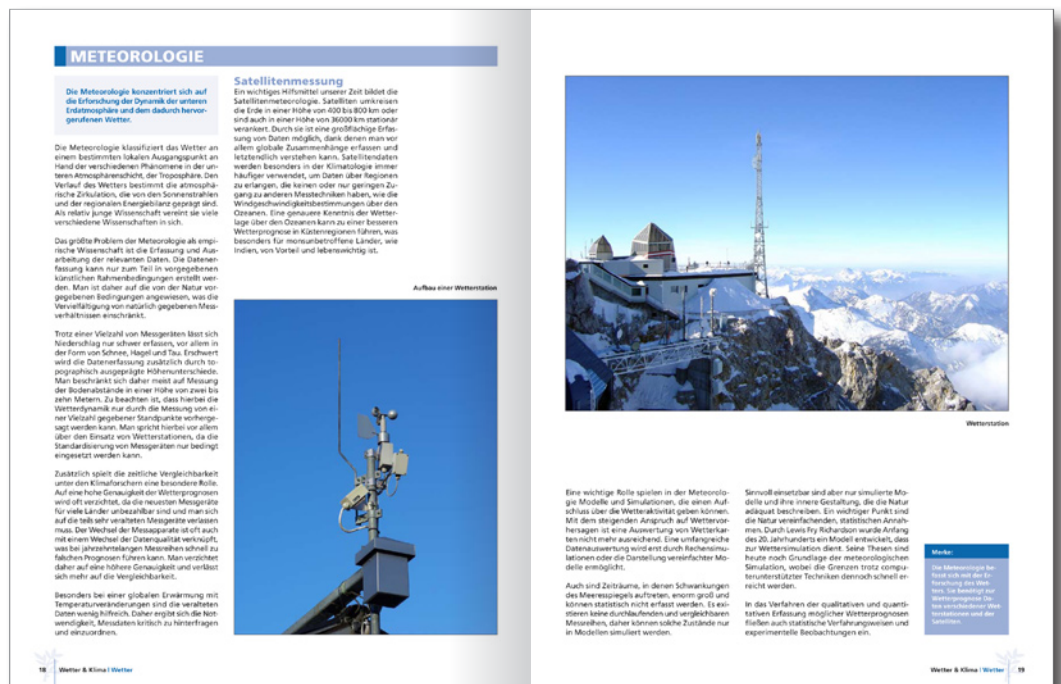 METEOROLOGIE
Die Meteorologie konzentriert sich auf
die Erforschung der Dynamik der unteren
Erdatmosphäre und dem dadurch hervor-
gerufenen Wetter.
Die Meteorologie klassifiziert das Wetter an
einem bestimmten lokalen Ausgangspunkt an
Hand der verschiedenen Phänomene in der un-
teren Atmosphärenschicht, der Troposphäre. Den
Verlauf des Wetters bestimmt die atmosphä-
rische Zirkulation, die von den Sonnenstrahlen
und der regionalen Energiebilanz geprägt sind.
Als relativ junge Wissenschaft vereint sie viele
verschiedene Wissenschaften in sich.
Das größte Problem der Meteorologie als empi-
rische Wissenschaft ist die Erfassung und Aus-
arbeitung der relevanten Daten. Die Datener-
fassung kann nur zum Teil in vorgegebenen
künstlichen Rahmenbedingungen erstellt wer-
den. Man ist daher auf die von der Natur vor-
gegebenen Bedingungen angewiesen, was die
Vervielfältigung von natürlich gegebenen Mess-
verhältnissen einschränkt.
Trotz einer Vielzahl von Messgeräten lässt sich
Niederschlag nur schwer erfassen, vor allem in
der Form von Schnee, Hagel und Tau. Erschwert
wird die Datenerfassung zusätzlich durch to-
pographisch ausgeprägte Höhenunterschiede.
Man beschränkt sich daher meist auf Messung
der Bodenabstände in einer Höhe von zwei bis
zehn Metern. Zu beachten ist, dass hierbei die
Wetterdynamik nur durch die Messung von ei-
ner Vielzahl gegebener Standpunkte vorherge-
sagt werden kann. Man spricht hierbei vor allem
über den Einsatz von Wetterstationen, da die
Standardisierung von Messgeräten nur bedingt
eingesetzt werden kann.
Zusätzlich spielt die zeitliche Vergleichbarkeit
unter den Klimaforschern eine besondere Rolle.
Auf eine hohe Genauigkeit der Wetterprognosen
wird oft verzichtet, da die neuesten Messgeräte
für viele Länder unbezahlbar sind und man sich
auf die teils sehr veralteten Messgeräte verlassen
muss. Der Wechsel der Messapparate ist oft auch
mit einem Wechsel der Datenqualität verknüpft,
was bei jahrzehntelangen Messreihen schnell zu
falschen Prognosen führen kann. Man verzichtet
daher auf eine höhere Genauigkeit und verlässt
sich mehr auf die Vergleichbarkeit.
Besonders bei einer globalen Erwärmung mit
Temperaturveränderungen sind die veralteten
Daten wenig hilfreich. Daher ergibt sich die Not-
wendigkeit, Messdaten kritisch zu hinterfragen
und einzuordnen.
Satellitenmessung
Ein wichtiges Hilfsmittel unserer Zeit bildet die
Satellitenmeteorologie. Satelliten umkreisen
die Erde in einer Höhe von 400 bis 800 km oder
sind auch in einer Höhe von 36000 km stationär
verankert. Durch sie ist eine großflächige Erfas-
sung von Daten möglich, dank denen man vor
allem globale Zusammenhänge erfassen und
letztendlich verstehen kann. Satellitendaten
werden besonders in der Klimatologie immer
häufiger verwendet, um Daten über Regionen
zu erlangen, die keinen oder nur geringen Zu-
gang zu anderen Messtechniken haben, wie die
Windgeschwindigkeitsbestimmungen über den
Ozeanen. Eine genauere Kenntnis der Wetter-
lage über den Ozeanen kann zu einer besseren
Wetterprognose in Küstenregionen führen, was
besonders für monsunbetroffene Länder, wie
Indien, von Vorteil und lebenswichtig ist.
Aufbau einer Wetterstation
18 Wetter & Klima | Wetter
Wetterstation
Eine wichtige Rolle spielen in der Meteorolo-
gie Modelle und Simulationen, die einen Auf-
schluss über die Wetteraktivität geben können.
Mit dem steigenden Anspruch auf Wettervor-
hersagen ist eine Auswertung von Wetterkar-
ten nicht mehr ausreichend. Eine umfangreiche
Datenauswertung wird erst durch Rechensimu-
lationen oder die Darstellung vereinfachter Mo-
delle ermöglicht.
Auch sind Zeiträume, in denen Schwankungen
des Meeresspiegels auftreten, enorm groß und
können statistisch nicht erfasst werden. Es exi-
stieren keine durchlaufenden und vergleichbaren
Messreihen, daher können solche Zustände nur
in Modellen simuliert werden.
Sinnvoll einsetzbar sind aber nur simulierte Mo-
delle und ihre innere Gestaltung, die die Natur
adäquat beschreiben. Ein wichtiger Punkt sind
die Natur vereinfachenden, statistischen Annah-
men. Durch Lewis Fry Richardson wurde Anfang
des 20. Jahrhunderts ein Modell entwickelt, dass
zur Wettersimulation dient. Seine Thesen sind
heute noch Grundlage der meteorologischen
Simulation, wobei die Grenzen trotz compu-
terunterstützter Techniken dennoch schnell er-
reicht werden.
In das Verfahren der qualitativen und quanti-
tativen Erfassung möglicher Wetterprognosen
fließen auch statistische Verfahrungsweisen und
experimentelle Beobachtungen ein.
Merke:
Die Meteorologie be-
fasst sich mit der Er-
forschung des Wet-
ters. Sie benötigt zur
Wetterprognose Da-
ten verschiedener Wet-
terstationen und der
Satelliten.
Wetter & Klima | Wetter 19